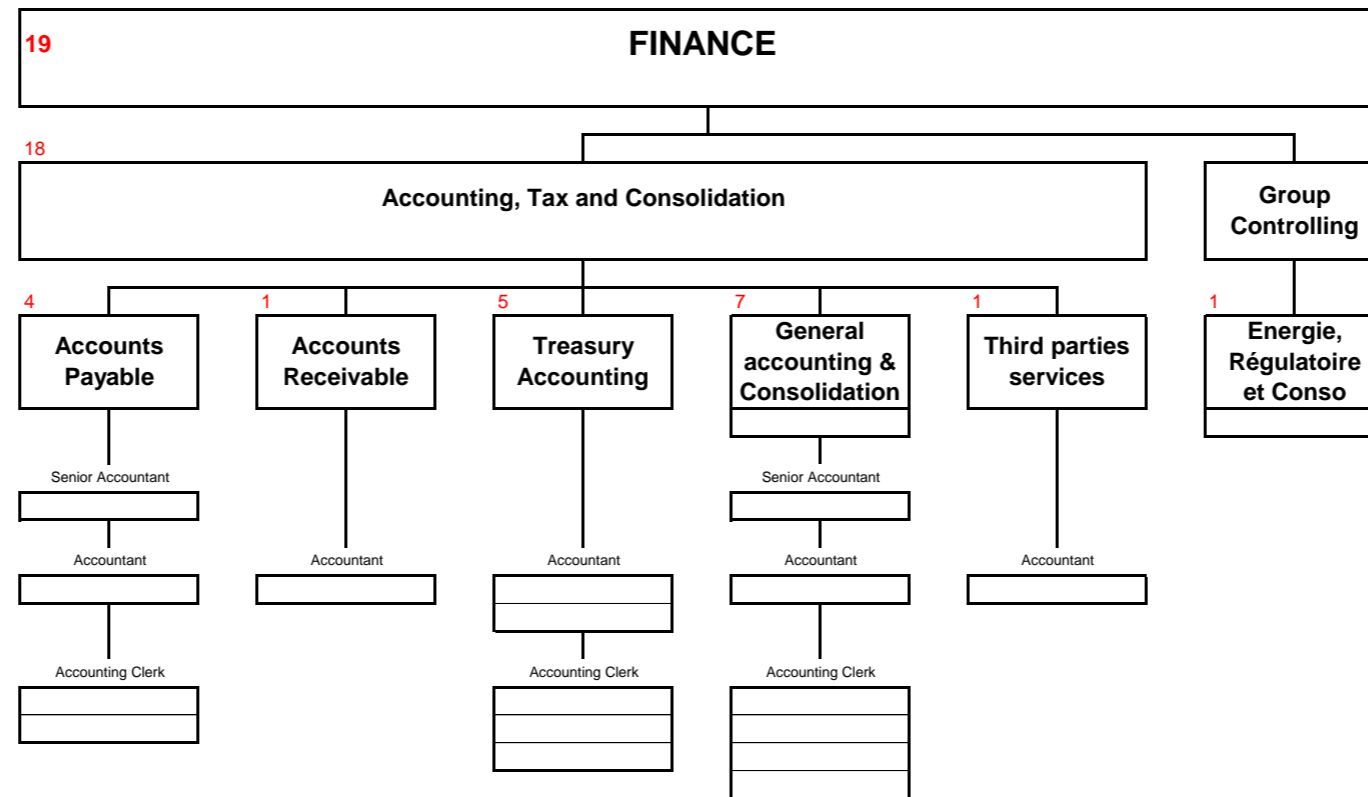 19
FINANCE
18
Accounting, Tax and Consolidation
Group
Controlling
4
1
5
7
1
1
Accounts
Payable
Accounts
Receivable
Treasury
Accounting
General
accounting &
Consolidation
Third parties
services
Energie,
Régulatoire
et Conso
Senior Accountant
Senior Accountant
Accountant
Accountant
Accountant
Accountant
Accountant
Accounting Clerk
Accounting Clerk
Accounting Clerk